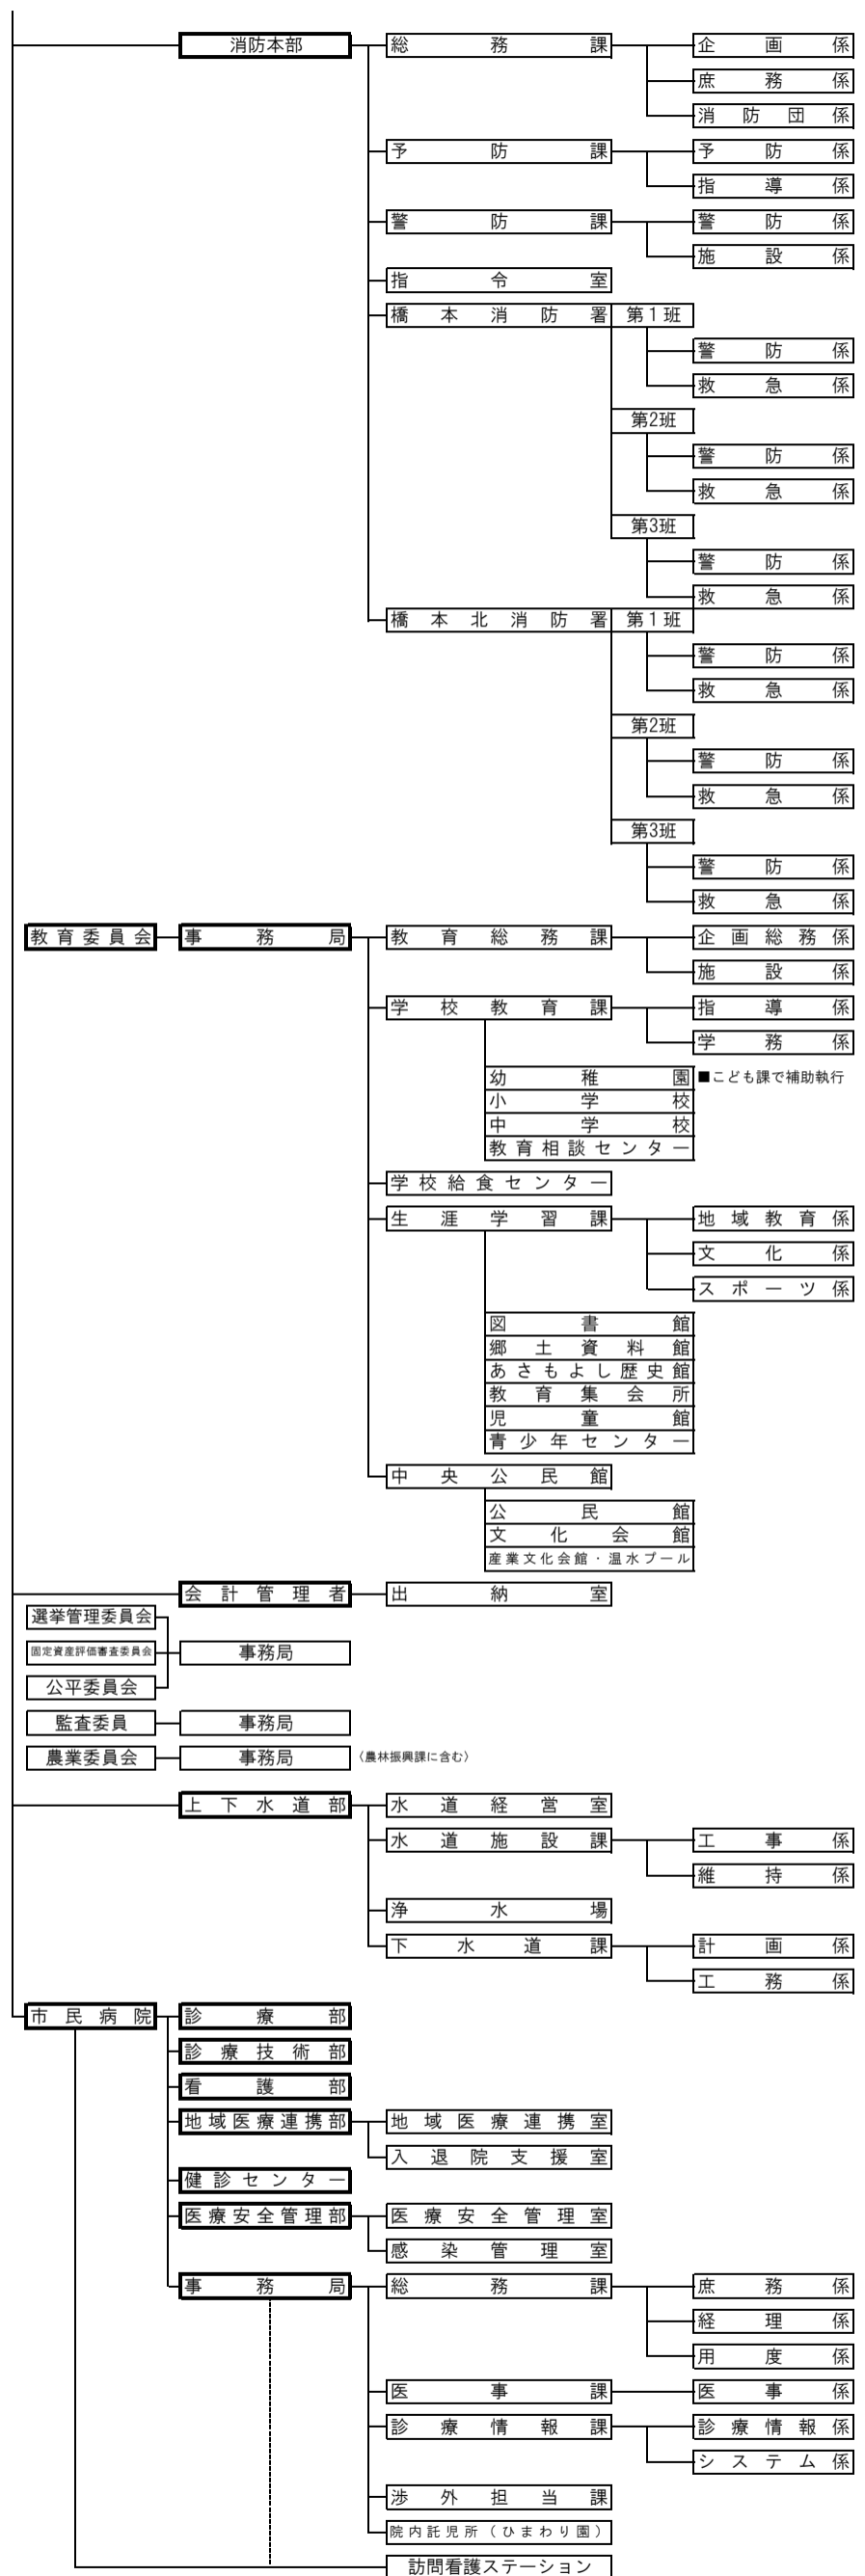 消防本部 総務課 企画係
庶務係
消防団係
予防課 予防係
指導係
警防課 警防係
施設係
指令室
橋本消防署 第1班
警防係
救急係
第2班
警防係
救急係
第3班
警防係
救急係
橋本北消防署 第1班
警防係
救急係
第2班
警防係
救急係
第3班
警防係
救急係
教育委員会 事務局 教育総務課 企画総務係
施設係
学校教育課 指導係
学務係
幼稚園 ■こども課で補助執行
小学校
中学校
教育相談センター
学校給食センター
生涯学習課 地域教育係
文化係
スポーツ係
図書館
郷土資料館
あさもよし歴史館
教育集会所
児童館
青少年センター
中央公民館
公民館
文化会館
産業文化会館・温水プール
会計管理者 出納室
選挙管理委員会
固定資産評価審査委員会 事務局
公平委員会
監査委員 事務局
農業委員会 事務局 〈農林振興課に含む〉
上下水道部 水道経営室
水道施設課 工事係
維持係
浄水場
下水道課 計画係
工務係
市民病院 診療部
診療技術部
看護部
地域医療連携部 地域医療連携室
入退院支援室
健診センター
医療安全管理部 医療安全管理室
感染管理室
事務局 総務課 庶務係
経理係
用度係
医事課 医事係
診療情報課 診療情報係
システム係
渉外担当課
院内託児所（ひまわり園）
訪問看護ステーション